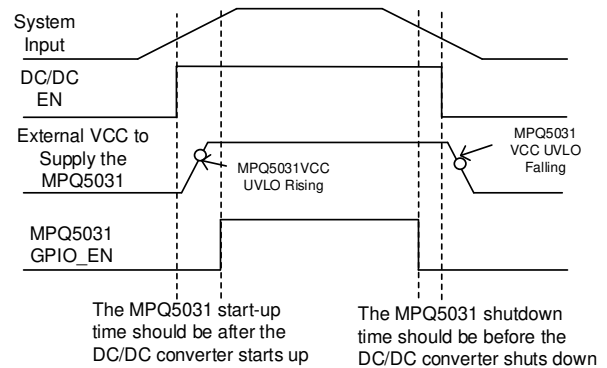 System
Input
DC/DC
EN
External VCC to
Supply the
MPQ5031
MPQ5031VCC
UVLO Rising
MPQ5031
VCC UVLO
Falling
MPQ5031
GPIO_EN
The MPQ5031 start-up
time should be after the
DC/DC converter starts up
The MPQ5031 shutdown
time should be before the
DC/DC converter shuts down